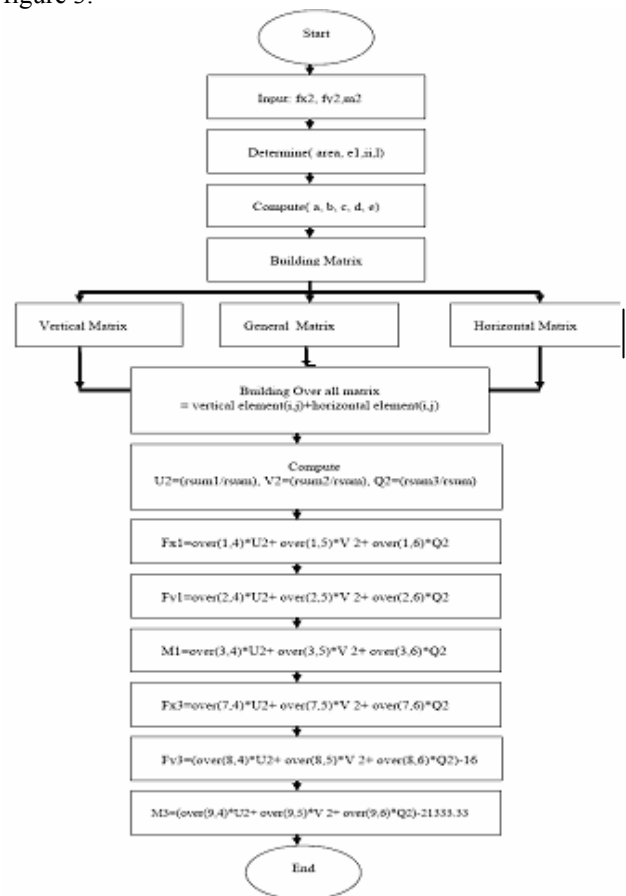 figure 3.
Start
Input: fx2, fy2,m2
Determine( area, e1,ii,l)
Compute( a, b, c, d, e)
Building Matrix
Vertical Matrix
General Matrix
Horizontal Matrix
Building Over all matrix
= vertical element(i,j)+horizontal element(i,j)
Compute
U2=(rsum1/rsum), V2=(rsum2/rsum), Q2=(rsum3/rsum)
Fx1=over(1,4)*U2+ over(1,5)*V 2+ over(1,6)*Q2
Fy1=over(2,4)*U2+ over(2,5)*V 2+ over(2,6)*Q2
M1=over(3,4)*U2+ over(3,5)*V 2+ over(3,6)*Q2
Fx3=over(7,4)*U2+ over(7,5)*V 2+ over(7,6)*Q2
Fy3=(over(8,4)*U2+ over(8,5)*V 2+ over(8,6)*Q2)-16
M3=(over(9,4)*U2+ over(9,5)*V 2+ over(9,6)*Q2)-21333.33
End